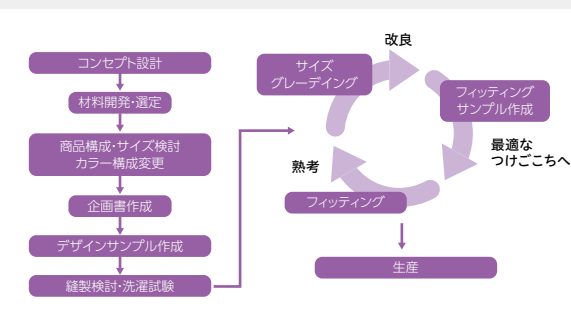 コンセプト設計
材料開発・選定
商品構成・サイズ検討
カラー構成変更
企画書作成
デザインサンプル作成
縫製検討・洗濯試験
改良
サイズ
グレーデイング
フィッティング
サンプル作成
最適な
つけごこちへ
熟考
フィッティング
生産